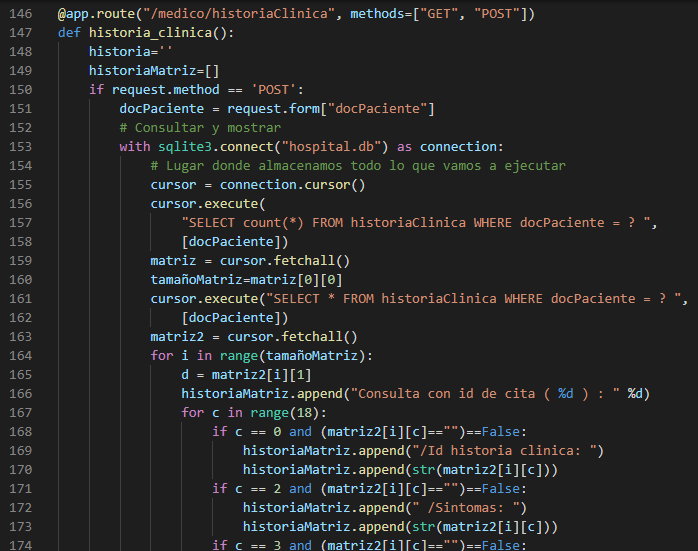 146 @app.route("/medico/historiaClinica", methods=["GET", "POST"])
147 def historia_clinica():
148     historia=''
149     historiaMatriz=[]
150     if request.method == 'POST':
151         docPaciente = request.form["docPaciente"]
152         # Consultar y mostrar
153         with sqlite3.connect("hospital.db") as connection:
154             # Lugar donde almacenamos todo lo que vamos a ejecutar
155             cursor = connection.cursor()
156             cursor.execute(
157                 "SELECT count(*) FROM historiaClinica WHERE docPaciente = ? ",
158                 [docPaciente])
159             matriz = cursor.fetchall()
160             tamañoMatriz=matriz[0][0]
161             cursor.execute("SELECT * FROM historiaClinica WHERE docPaciente = ? ",
162                 [docPaciente])
163             matriz2 = cursor.fetchall()
164             for i in range(tamañoMatriz):
165                 d = matriz2[i][1]
166                 historiaMatriz.append("Consulta con id de cita ( %d ) : " %d)
167                 for c in range(18):
168                     if c == 0 and (matriz2[i][c]=="")==False:
169                         historiaMatriz.append("/Id historia clinica: ")
170                         historiaMatriz.append(str(matriz2[i][c]))
171                     if c == 2 and (matriz2[i][c]=="")==False:
172                         historiaMatriz.append(" /Sintomas: ")
173                         historiaMatriz.append(str(matriz2[i][c]))
174                     if c == 3 and (matriz2[i][c]=="")==False: